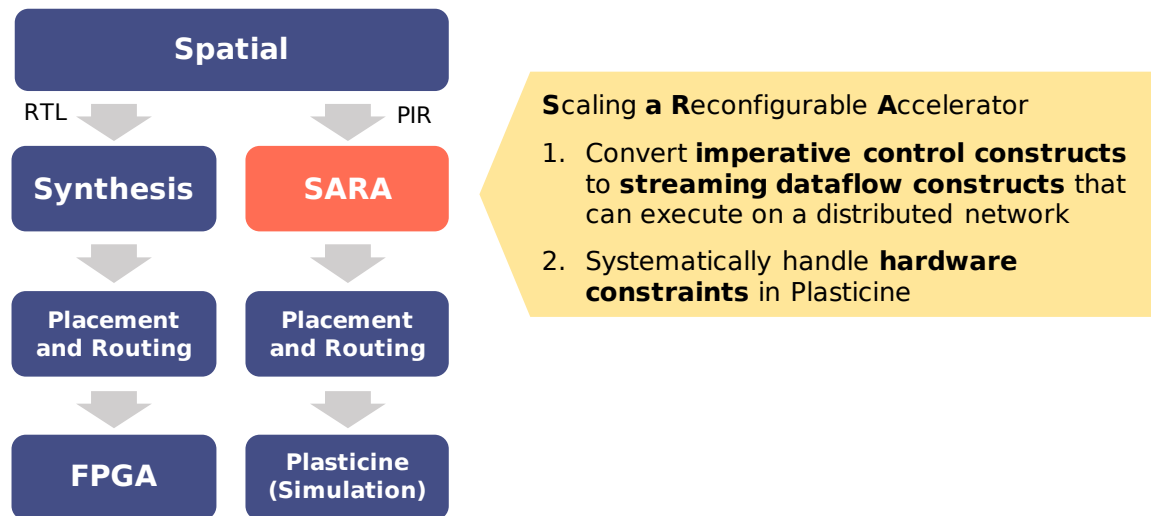 Spatial
RTL
PIR
Synthesis
SARA
Placement
and Routing
Placement
and Routing
FPGA
Plasticine
(Simulation)
Scaling a Reconfigurable Accelerator
1. Convert imperative control constructs
to streaming dataflow constructs that
can execute on a distributed network
2. Systematically handle hardware
constraints in Plasticine